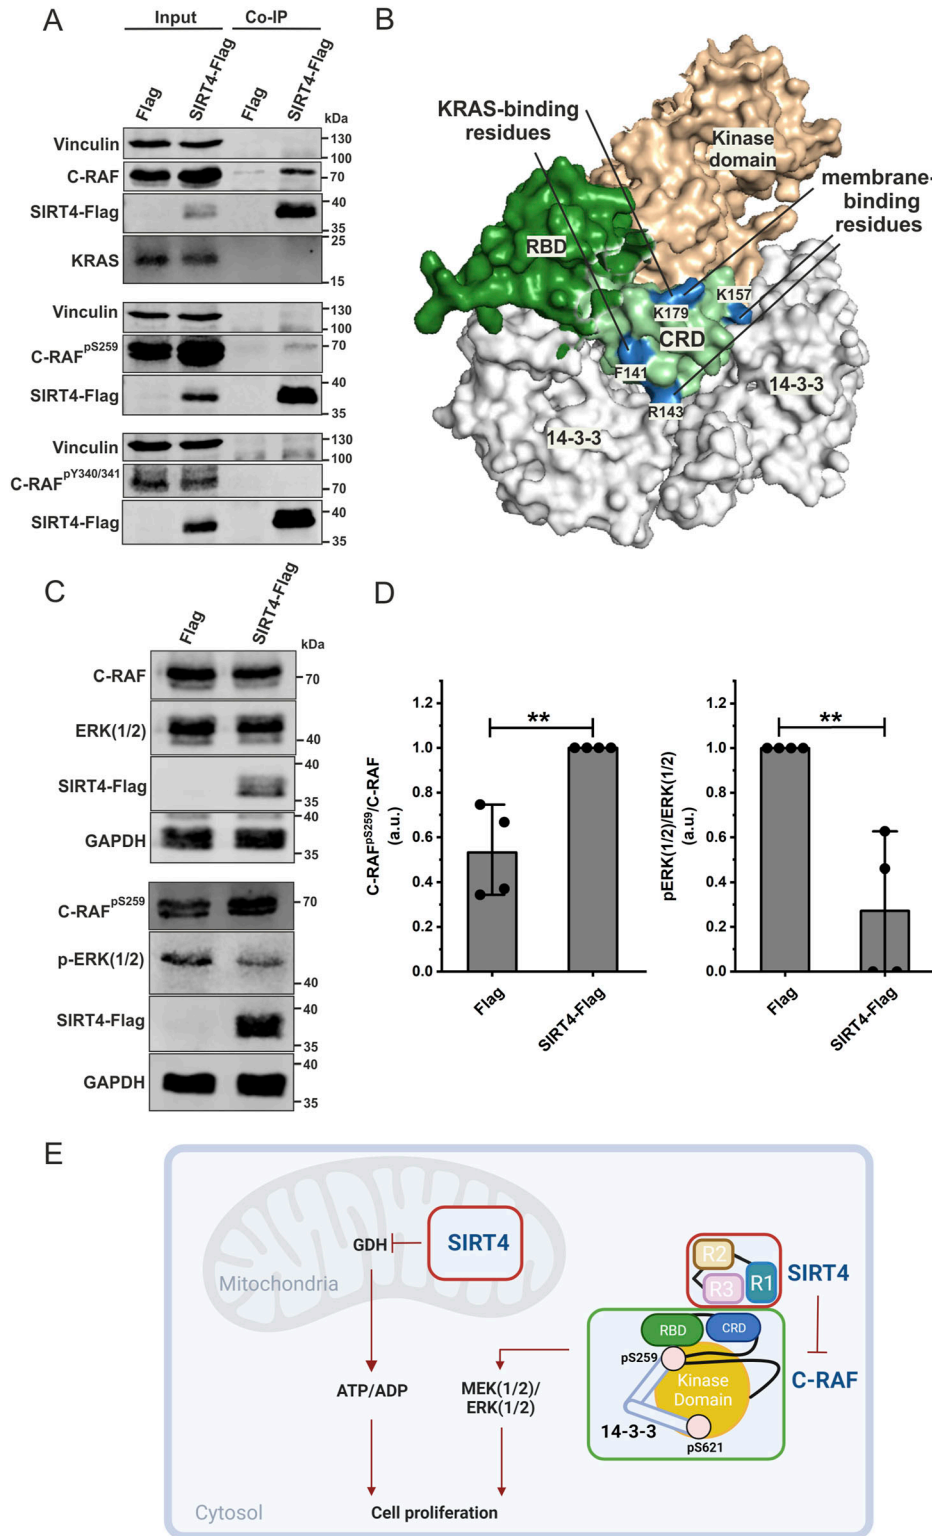 A
Input
Co-IP
Flag
SIRT4-Flag
Flag
SIRT4-Flag
kDa
Vinculin
130
100
C-RAF
70
SIRT4-Flag
40
35
KRAS
25
15
Vinculin
130
100
C-RAFpS259
70
SIRT4-Flag
40
35
Vinculin
130
100
C-RAFpY340/341
70
SIRT4-Flag
40
35
B
KRAS-binding
residues
Kinase
domain
membrane-
binding
residues
RBD
K157
K179
CRD
F141
R143
14-3-3
14-3-3
C
Flag
SIRT4-Flag
kDa
C-RAF
70
ERK(1/2)
40
SIRT4-Flag
40
35
GAPDH
40
35
C-RAFpS259
70
p-ERK(1/2)
40
SIRT4-Flag
40
35
GAPDH
40
35
D
C-RAFpS259/C-RAF
(a.u.)
1.2
1.0
0.8
0.6
0.4
0.2
0.0
**
Flag
SIRT4-Flag
pERK(1/2)/ERK(1/2)
(a.u.)
1.2
1.0
0.8
0.6
0.4
0.2
0.0
**
Flag
SIRT4-Flag
E
GDH
SIRT4
Mitochondria
R2
R3
R1
SIRT4
RBD
CRD
pS259
Kinase
Domain
C-RAF
14-3-3
pS621
ATP/ADP
MEK(1/2)/
ERK(1/2)
Cell proliferation
Cytosol